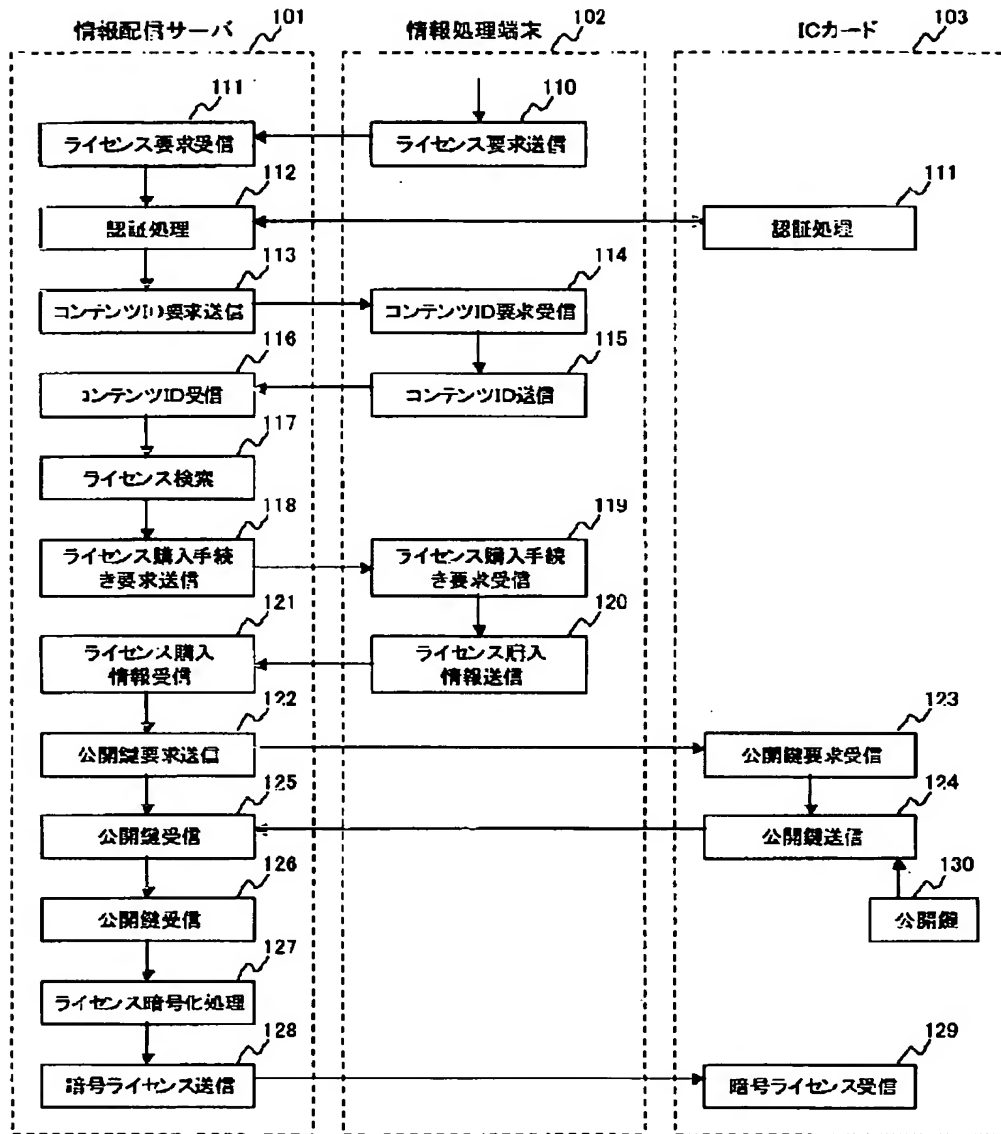 情報配信サーバ 101
情報処理端末 102
ICカード 103
111
110
ライセンス要求受信
ライセンス要求送信
112
111
認証処理
認証処理
113
114
コンテンツID要求送信
コンテンツID要求受信
116
115
コンテンツID受信
コンテンツID送信
117
ライセンス検索
118
119
ライセンス購入手続
き要求送信
ライセンス購入手続
き要求受信
121
120
ライセンス購入
情報受信
ライセンス購入
情報送信
122
123
公開鍵要求送信
公開鍵要求受信
125
124
公開鍵受信
公開鍵送信
126
130
公開鍵受信
公開鍵
127
ライセンス暗号化処理
128
129
暗号ライセンス送信
暗号ライセンス受信